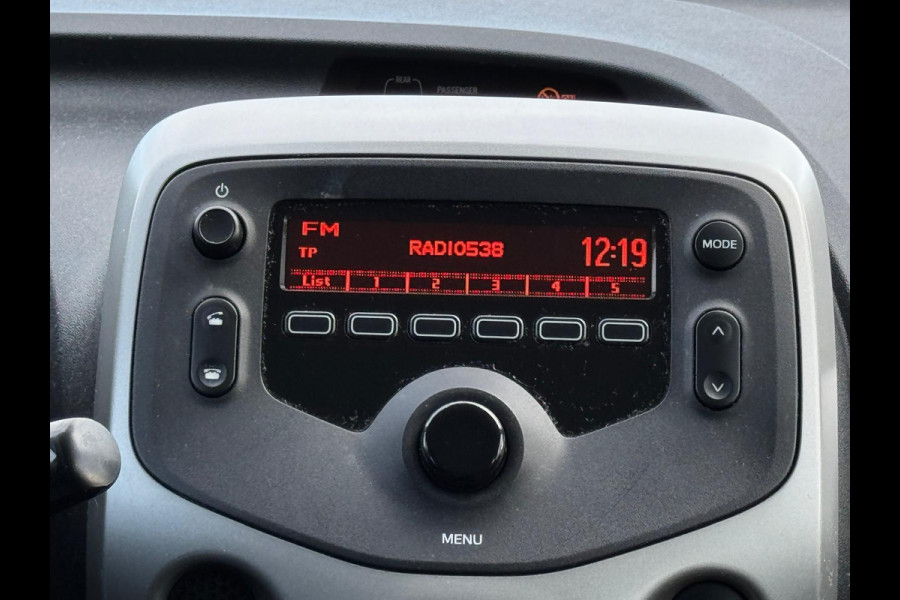 REAR
PASSENGER
FM
TP RADIO538 12:19
List 1 2 3 4 5
MODE
MENU